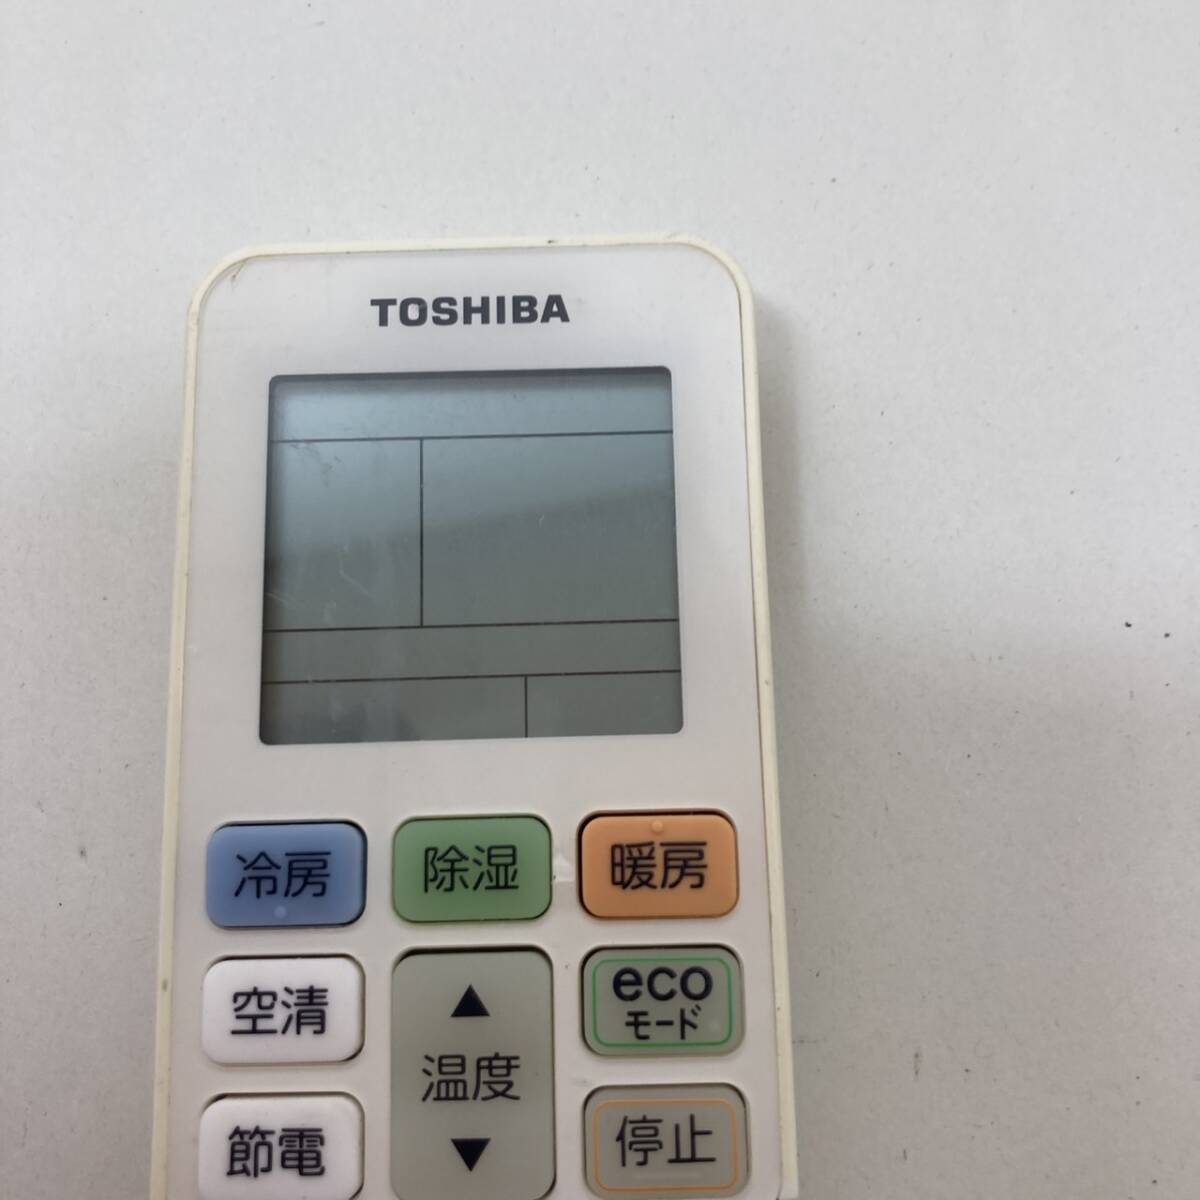 TOSHIBA
冷房
除湿
暖房
空清
▲
温度
▼
eco
モード
節電
停止